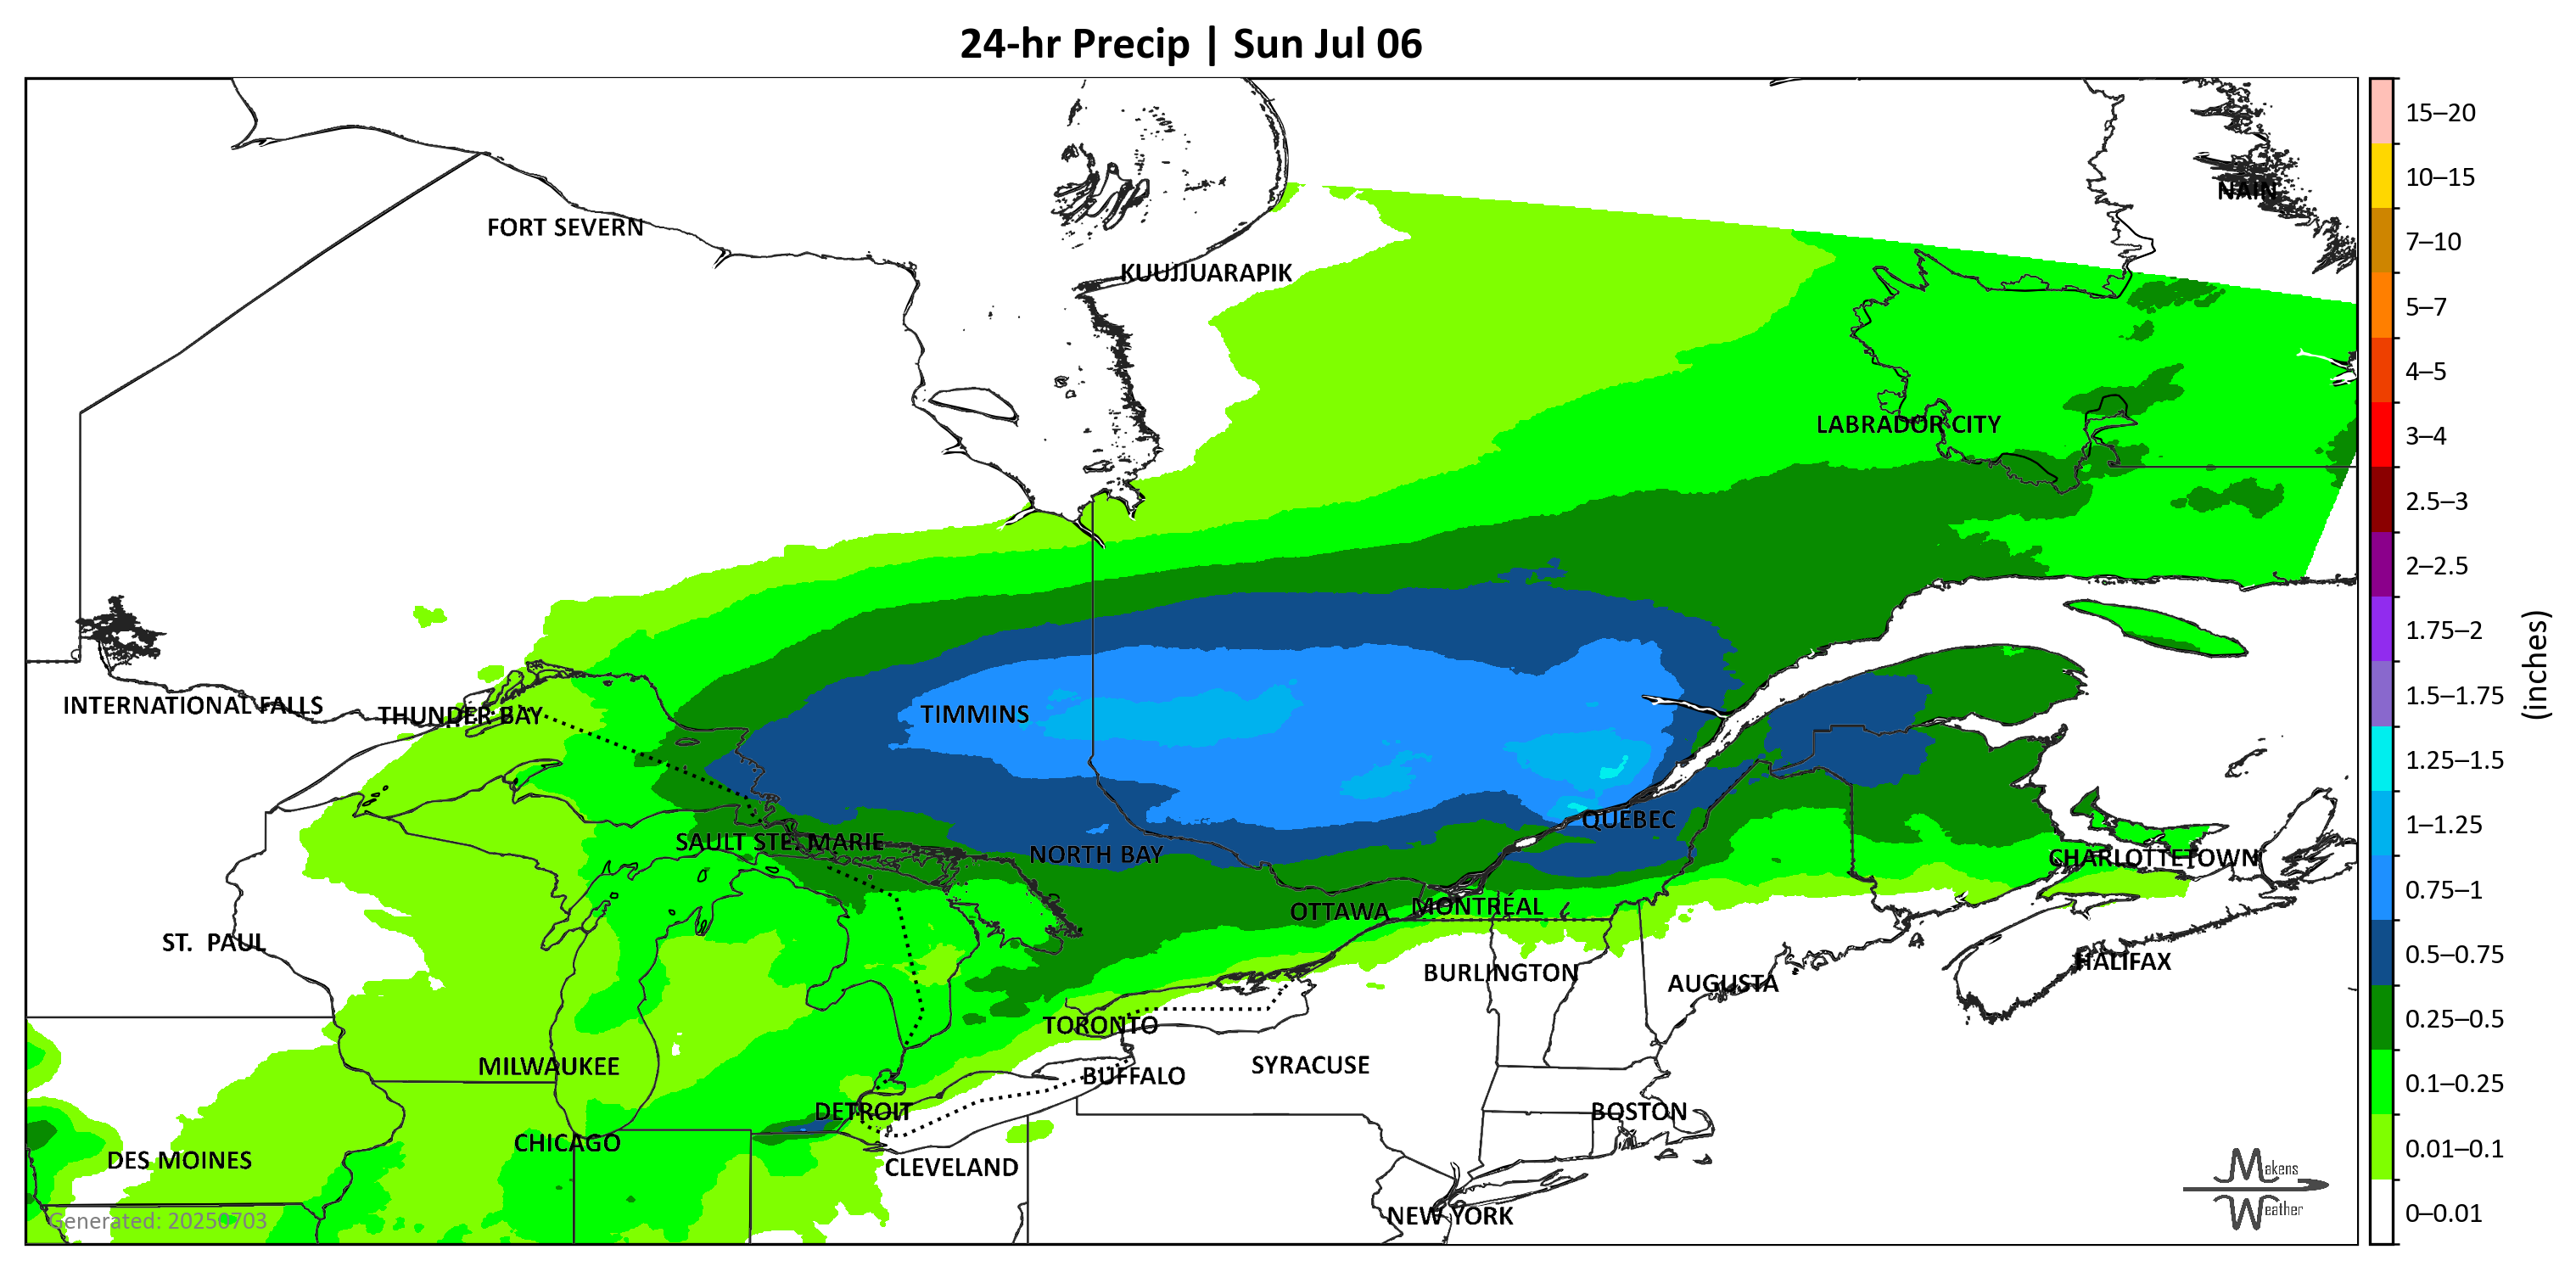 24-hr Precip | Sun Jul 06
15–20
NAIN
10–15
FORT SEVERN
7–10
KUUJJUARAPIK
5–7
4–5
LABRADOR CITY
3–4
2.5–3
2–2.5
1.75–2
(inches)
1.5–1.75
INTERNATIONAL FALLS
THUNDER BAY
TIMMINS
1.25–1.5
QUEBEC
1–1.25
SAULT STE. MARIE
NORTH BAY
CHARLOTTETOWN
0.75–1
OTTAWA
MONTRÉAL
ST. PAUL
0.5–0.75
HALIFAX
BURLINGTON
AUGUSTA
0.25–0.5
TORONTO
MILWAUKEE
SYRACUSE
BUFFALO
0.1–0.25
DETROIT
BOSTON
CHICAGO
0.01–0.1
DES MOINES
CLEVELAND
Makens
Weather
Generated: 20250703
NEW YORK
0–0.01